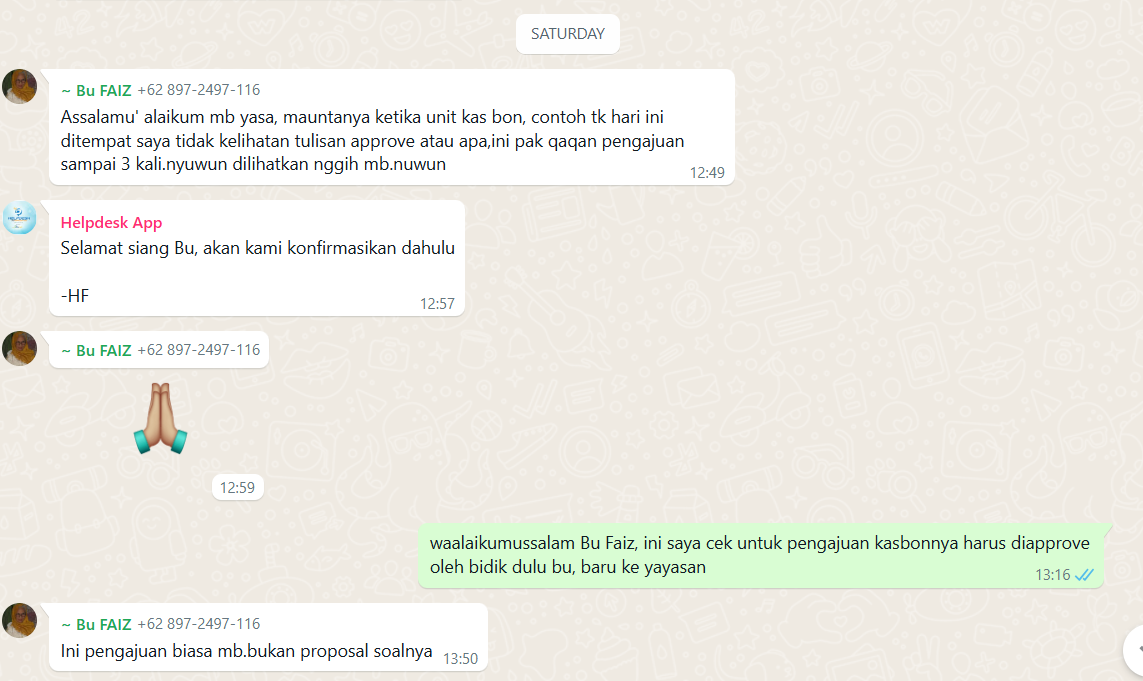 SATURDAY
~ Bu FAIZ +62 897-2497-116
Assalamu' alaikum mb yasa, mauntanya ketika unit kas bon, contoh tk hari ini
ditempat saya tidak kelihatan tulisan approve atau apa,ini pak qaqan pengajuan
sampai 3 kali.nyuwun dilihatkan nggih mb.nuwun
12:49
Helpdesk App
Selamat siang Bu, akan kami konfirmasikan dahulu
-HF
12:57
~ Bu FAIZ +62 897-2497-116
12:59
waalaikumussalam Bu Faiz, ini saya cek untuk pengajuan kasbonnya harus diapprove
oleh bidik dulu bu, baru ke yayasan
13:16
~ Bu FAIZ +62 897-2497-116
Ini pengajuan biasa mb.bukan proposal soalnya
13:50